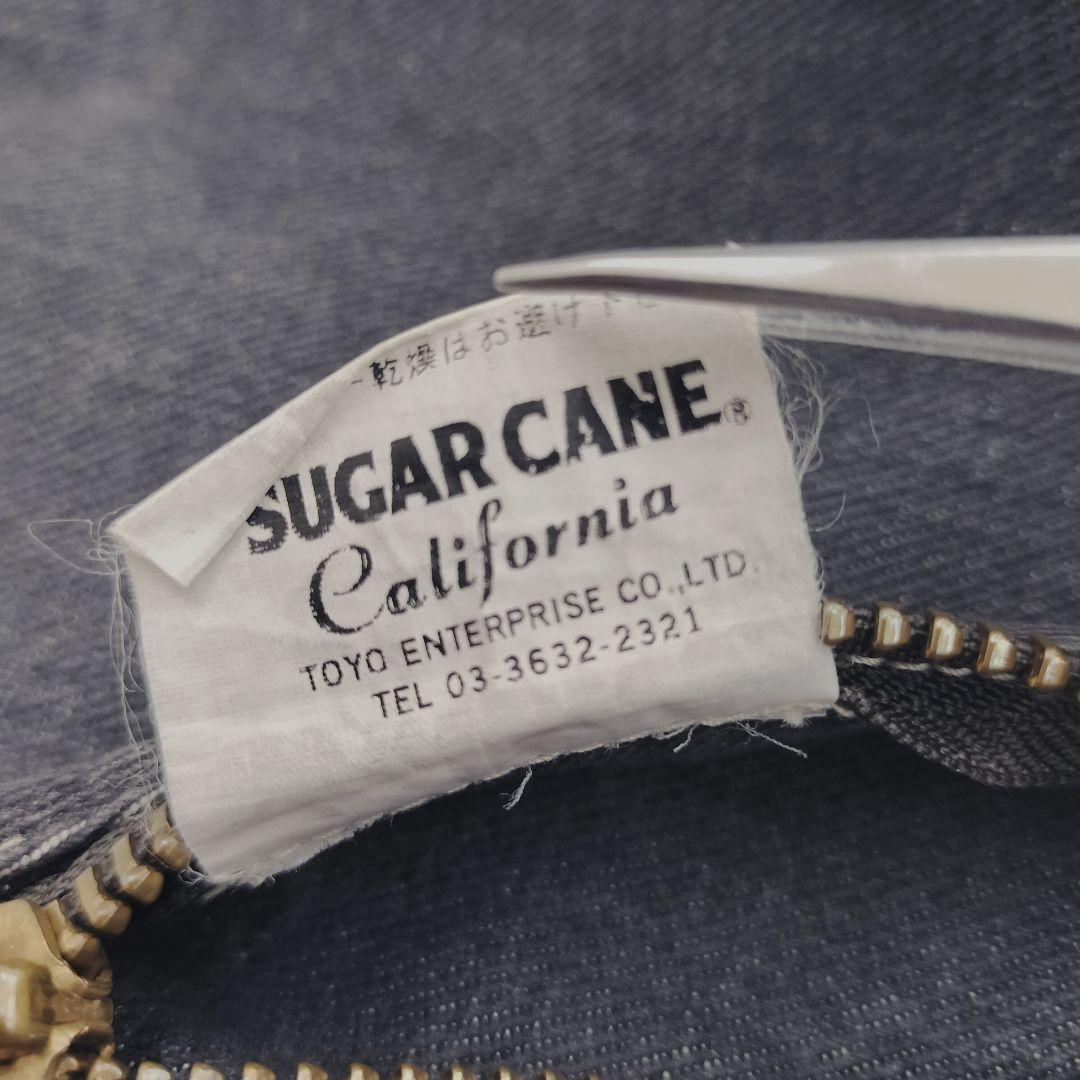 乾燥はお避け
SUGAR CANE®
California
TOYO ENTERPRISE CO.,LTD.
TEL 03-3632-2321